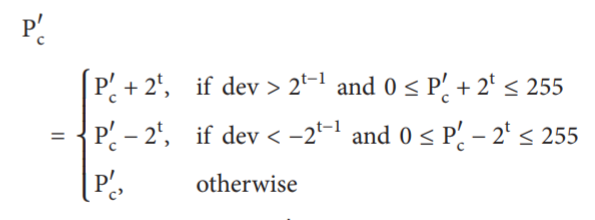 P′c
= { P′c + 2^t, if dev > 2^(t−1) and 0 ≤ P′c + 2^t ≤ 255
P′c − 2^t, if dev < −2^(t−1) and 0 ≤ P′c − 2^t ≤ 255
P′c, otherwise